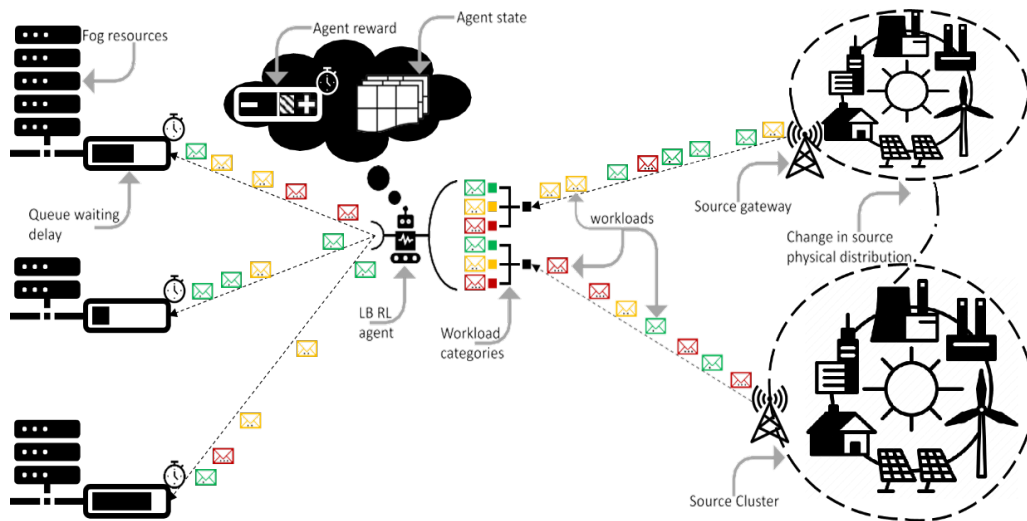 Fog resources
Agent reward
Agent state
Queue waiting
delay
LB RL
agent
Workload
categories
workloads
Source gateway
Change in source
physical distribution
Source Cluster